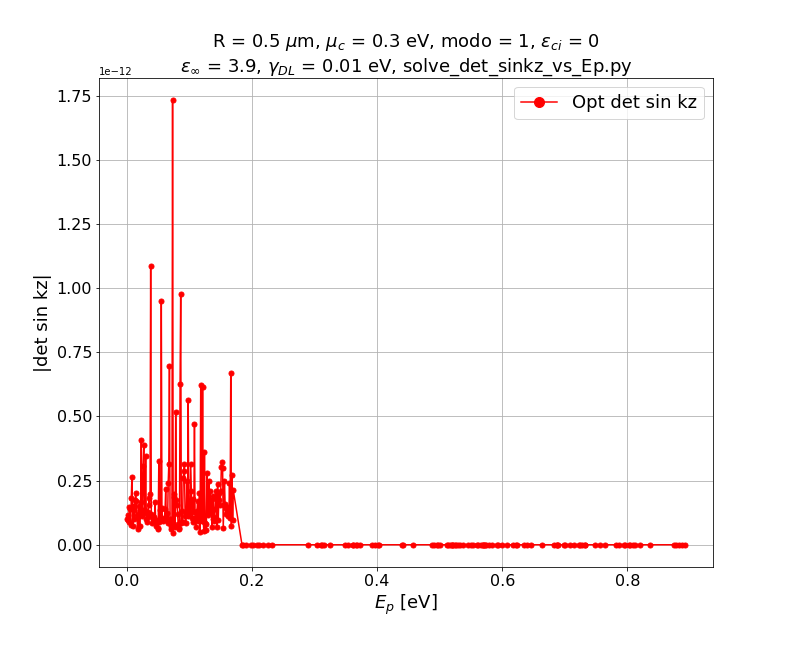 R = 0.5 μm, μ_c = 0.3 eV, modo = 1, ε_ci = 0
ε_∞ = 3.9, γ_DL = 0.01 eV, solve_det_sinkz_vs_Ep.py
1e−12
Opt det sin kz
1.75
1.50
1.25
1.00
0.75
0.50
0.25
0.00
|det sin kz|
0.0 0.2 0.4 0.6 0.8
E_p [eV]